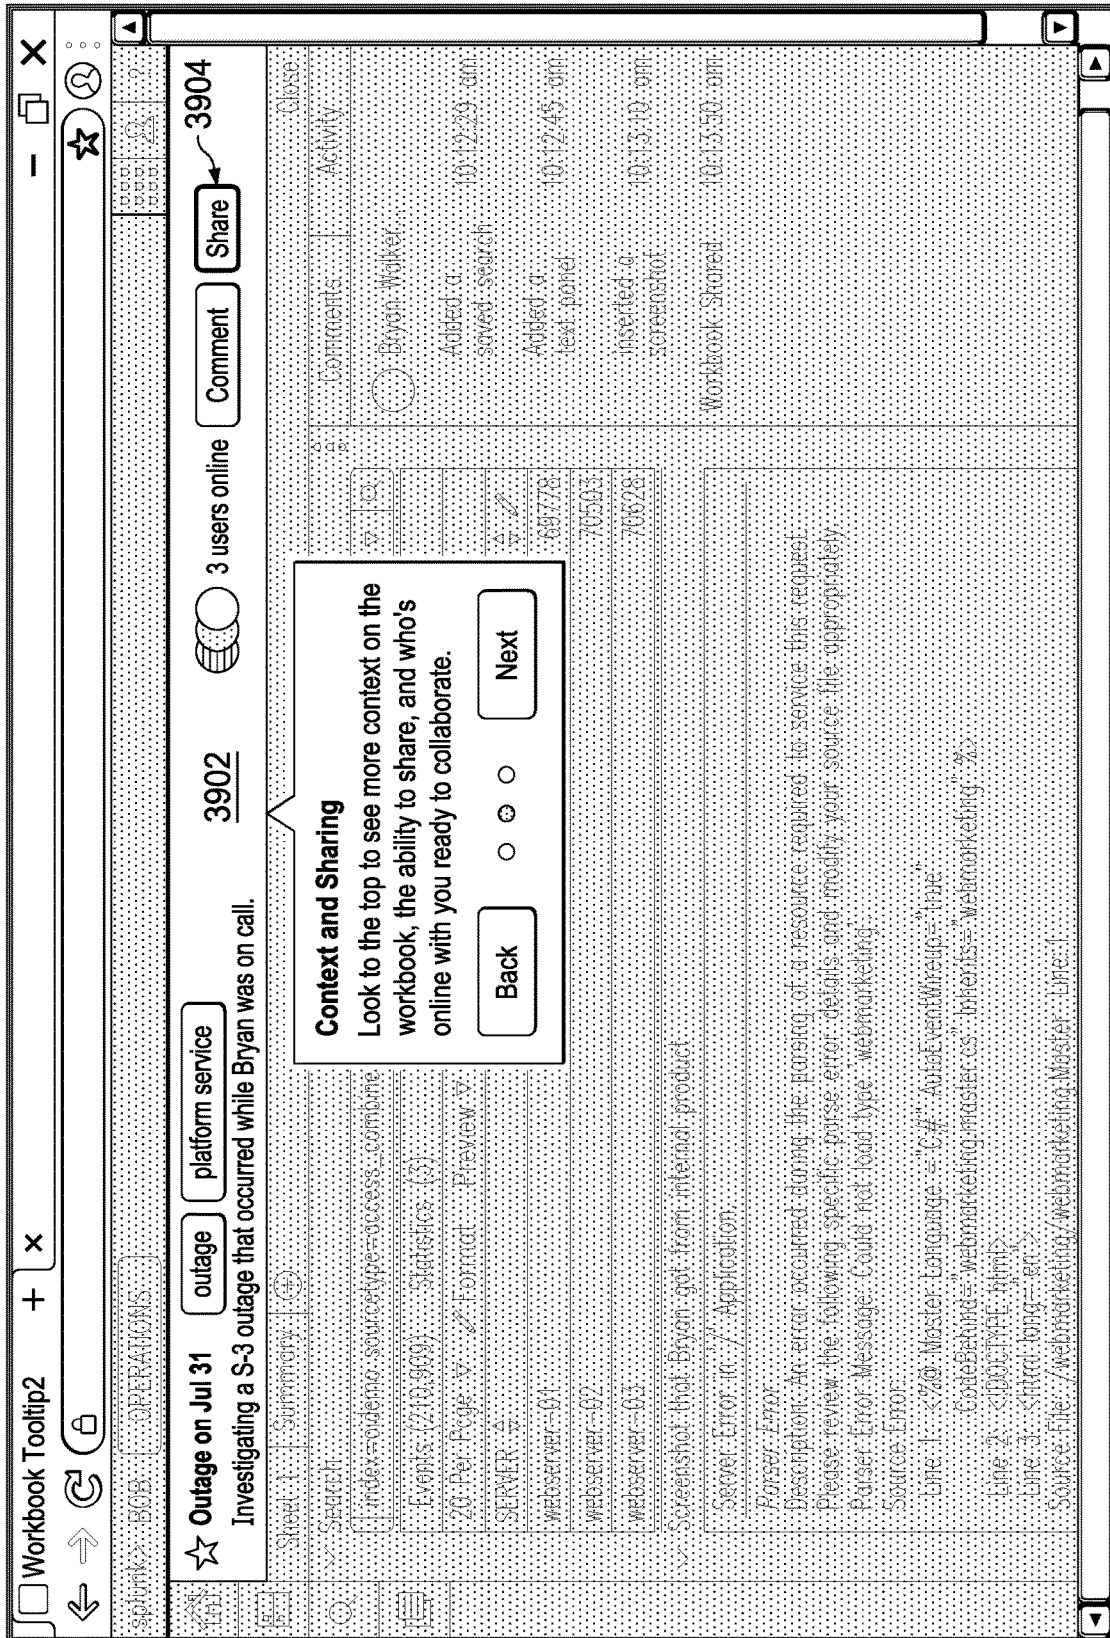 Workbook Tooltip2 + ×
splunk> BOB OPERATIONS ?
Outage on Jul 31 outage platform service 3902 3 users online Comment Share 3904
Investigating a S-3 outage that occurred while Bryan was on call.
Sheet 1 Summary Close
Context and Sharing
Look to the top to see more context on the
workbook, the ability to share, and who's
online with you ready to collaborate.
Back Next
Search
index=oidemo sourcetype=access_combine
Events (210,909) Statistics (3)
20 Per Page Format Preview
SERVER
webserver-01 69778
webserver-02 70503
webserver-03 70628
Screenshot that Bryan git from internal product
Server Error in '/' Application.
Parser Error
Description: An error occurred during the parsing of a resource required to service this request.
Please review the following specific parse error details and modify your source file appropriately
Parser Error Message: Could not load type 'webmarketing'
Source Error:
Line 1: <%@ Master Language ="C#" AutoEventWireup="true"
CodeBehind="webmarketing.master.cs" Inherits="webmarketing" %>
Line 2: <!DOCTYPE html>
Line 3: <html lang="en">
Source File: /webmarketing/webmarketing.Master Line:1
Comments Activity
Bryan Walker
Added a 10:12:29 am
saved search
Added a 10:12:45 am
text panel
inserted a 10:13:10 am
screenshot
Workbook Shared 10:13:50 am